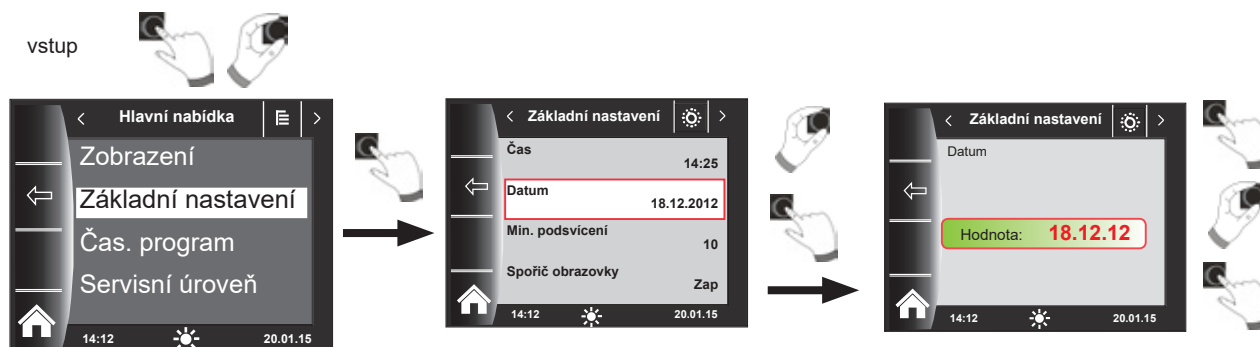 vstup
Hlavní nabídka
Zobrazení
Základní nastavení
Čas. program
Servisní úroveň
14:12 20.01.15
Základní nastavení
Čas
14:25
Datum
18.12.2012
Min. podsvícení
10
Spořič obrazovky
Zap
14:12 20.01.15
Základní nastavení
Datum
Hodnota: 18.12.12
14:12 20.01.15